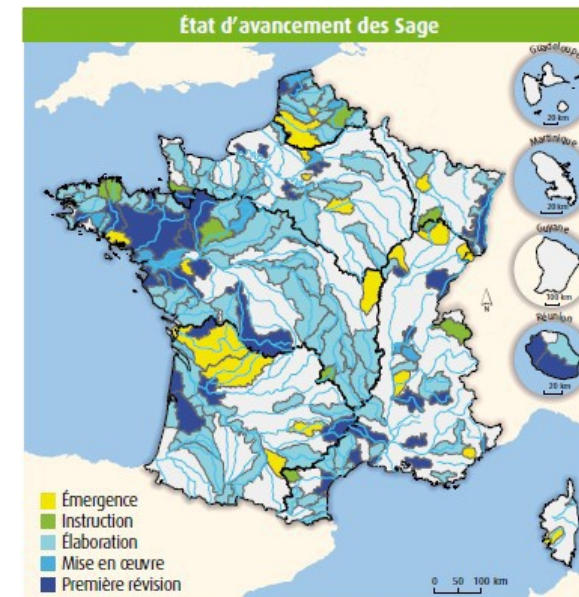 État d'avancement des Sage
Guadeloupe
20 km
Martinique
20 km
Guyane
100 km
N
Réunion
20 km
Émergence
Instruction
Élaboration
Mise en œuvre
Première révision
0 50 100 km